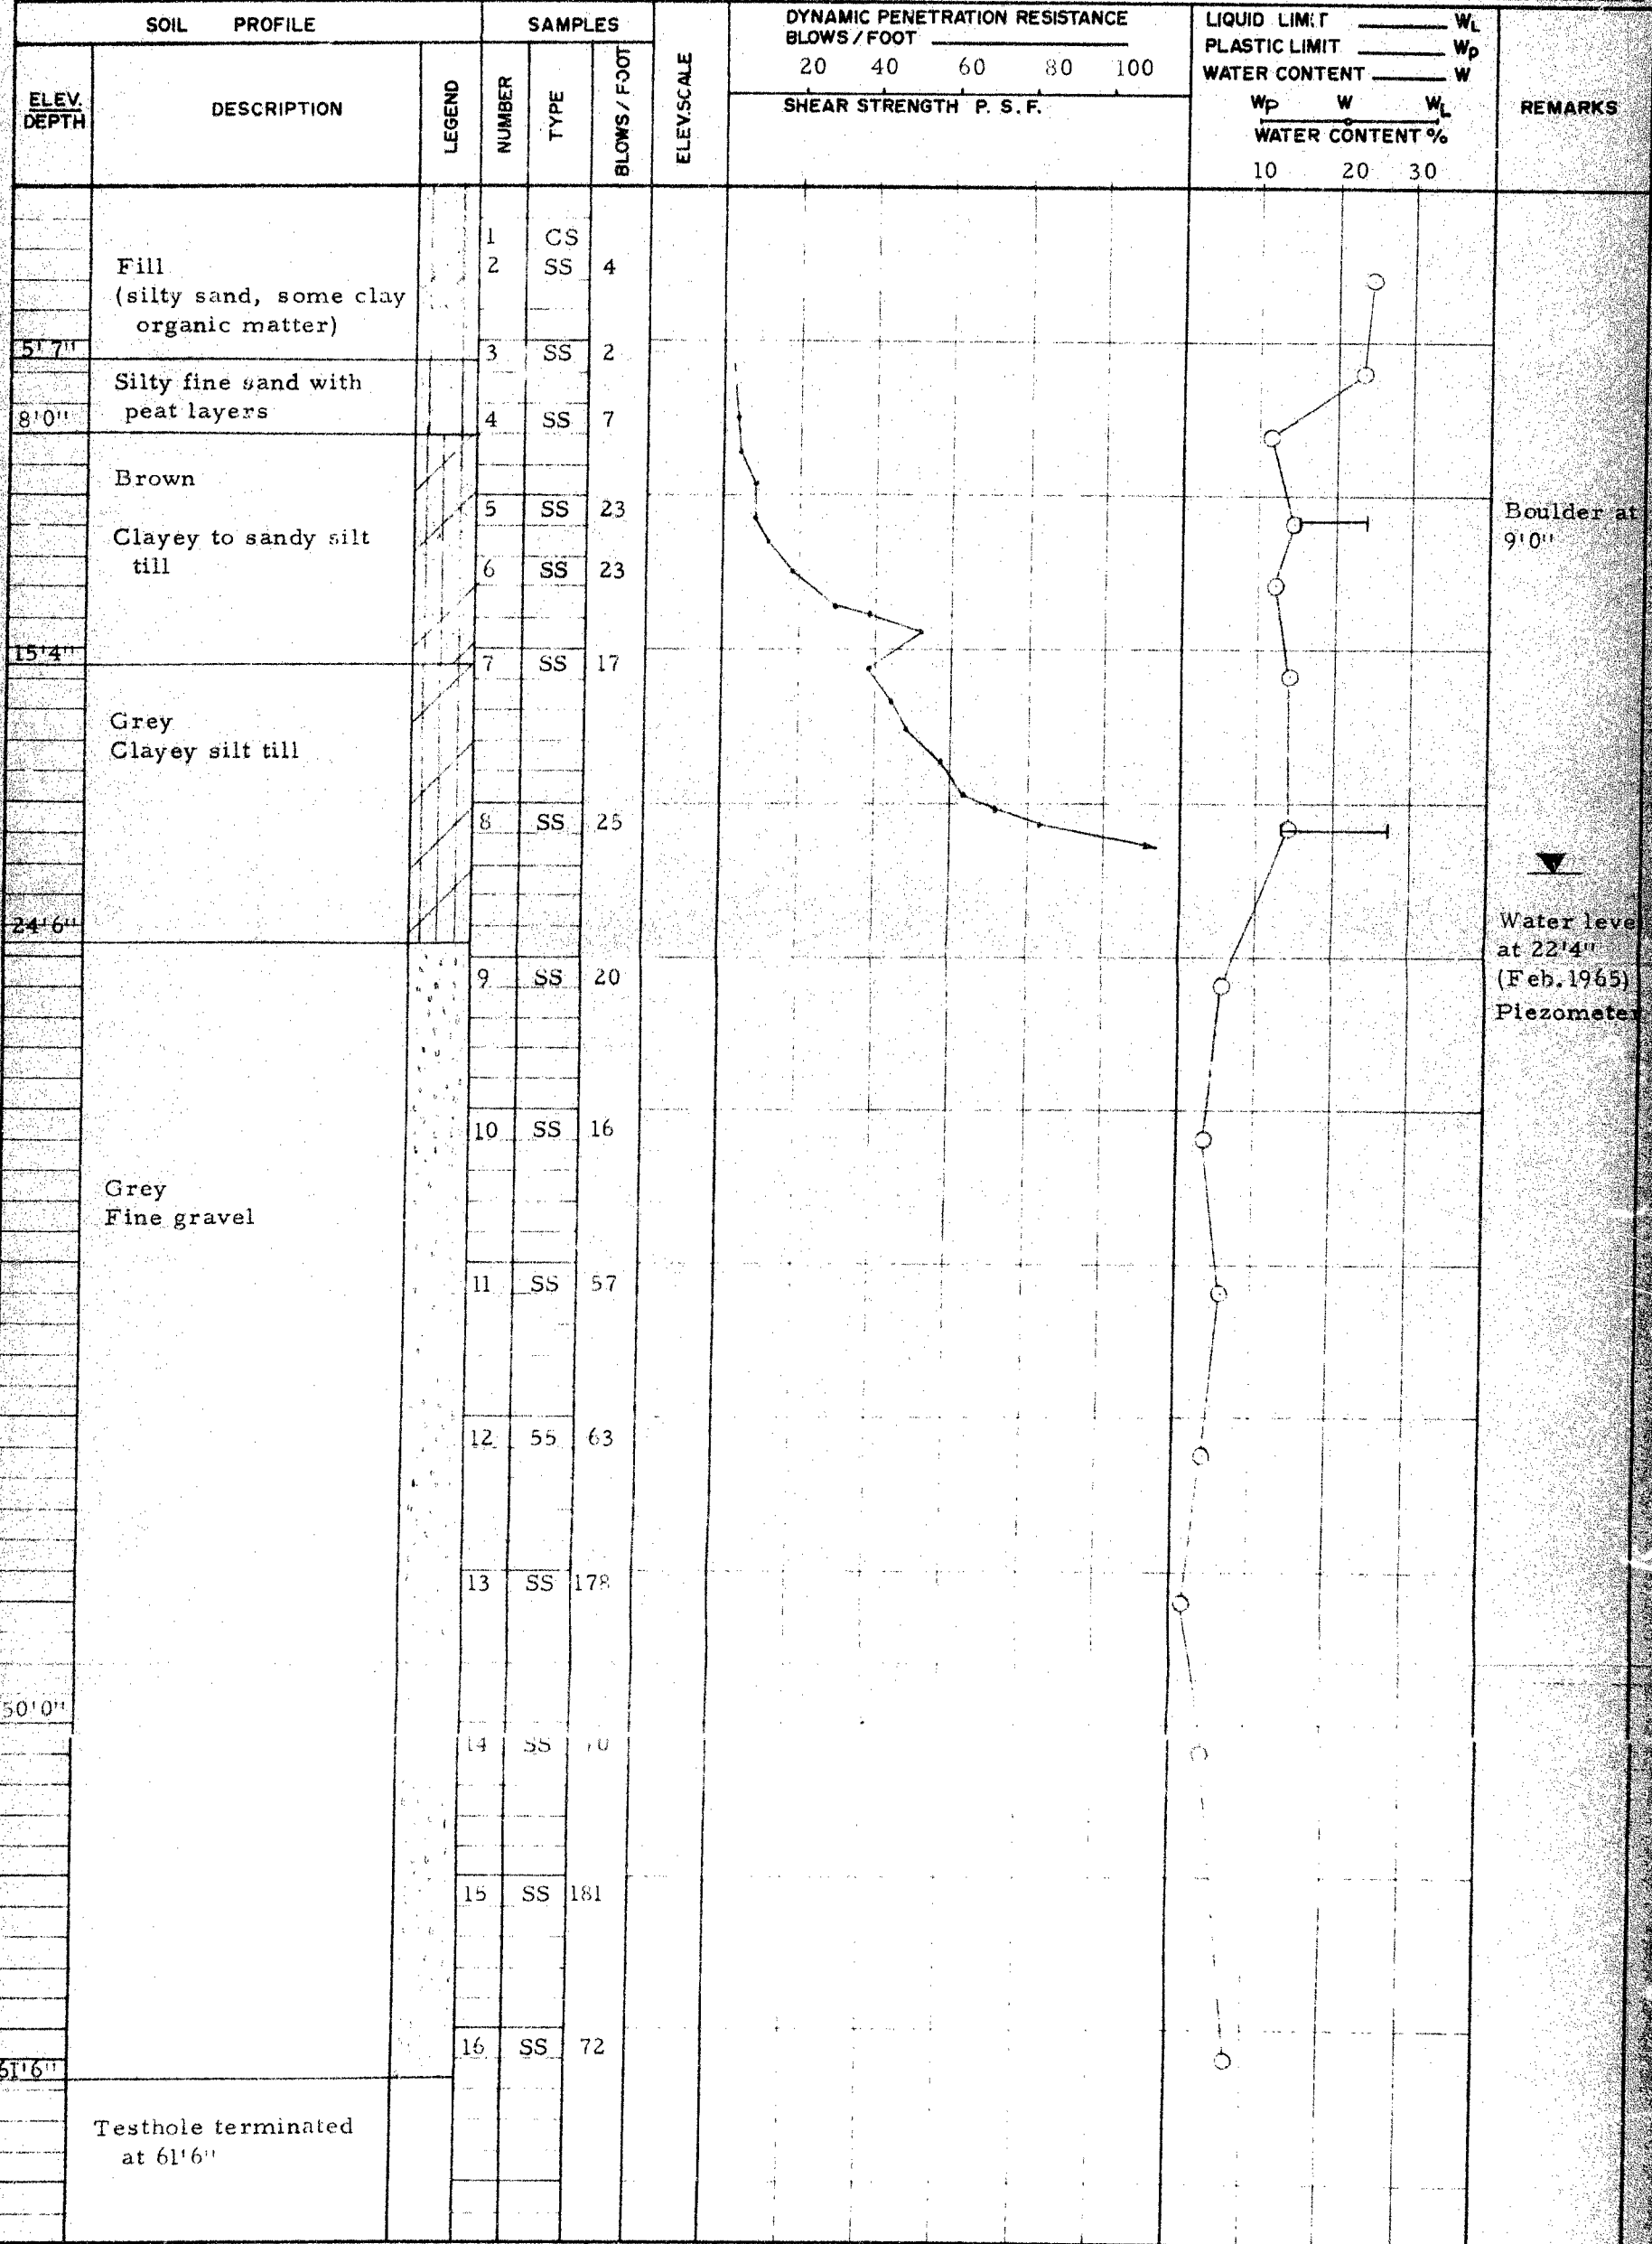 SOIL PROFILE
SAMPLES
ELEV.SCALE
DYNAMIC PENETRATION RESISTANCE
BLOWS / FOOT
20 40 60 80 100
SHEAR STRENGTH P. S. F.
LIQUID LIMIT WL
PLASTIC LIMIT Wp
WATER CONTENT W
Wp W WL
WATER CONTENT %
10 20 30
REMARKS
ELEV.
DEPTH
DESCRIPTION
LEGEND
NUMBER
TYPE
BLOWS / FOOT
1 CS
Fill
2 SS 4
(silty sand, some clay
organic matter)
5'7"
3 SS 2
Silty fine sand with
peat layers
8'0"
4 SS 7
Brown
5 SS 23
Boulder at
9'0"
Clayey to sandy silt
till
6 SS 23
15'4"
7 SS 17
Grey
Clayey silt till
8 SS 25
24'6"
Water leve
at 22'4"
(Feb.1965)
Piezometer
9 SS 20
10 SS 16
Grey
Fine gravel
11 SS 57
12 55 63
13 SS 178
50'0"
14 SS
15 SS 181
16 SS 72
61'6"
Testhole terminated
at 61'6"